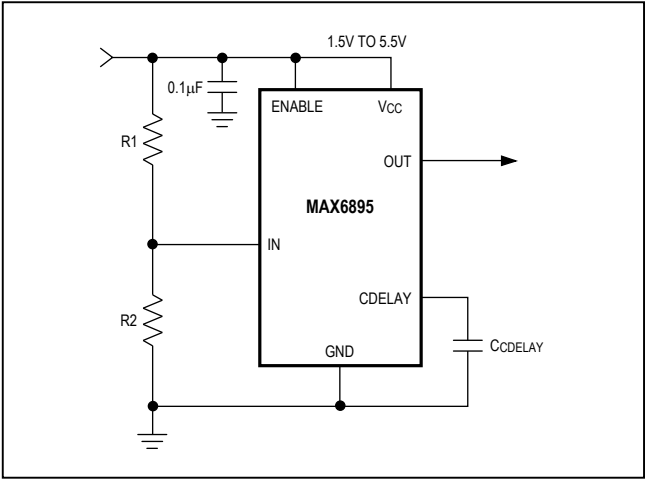 1.5V TO 5.5V
0.1μF
ENABLE
VCC
R1
OUT
MAX6895
IN
CDELAY
R2
GND
CCDELAY